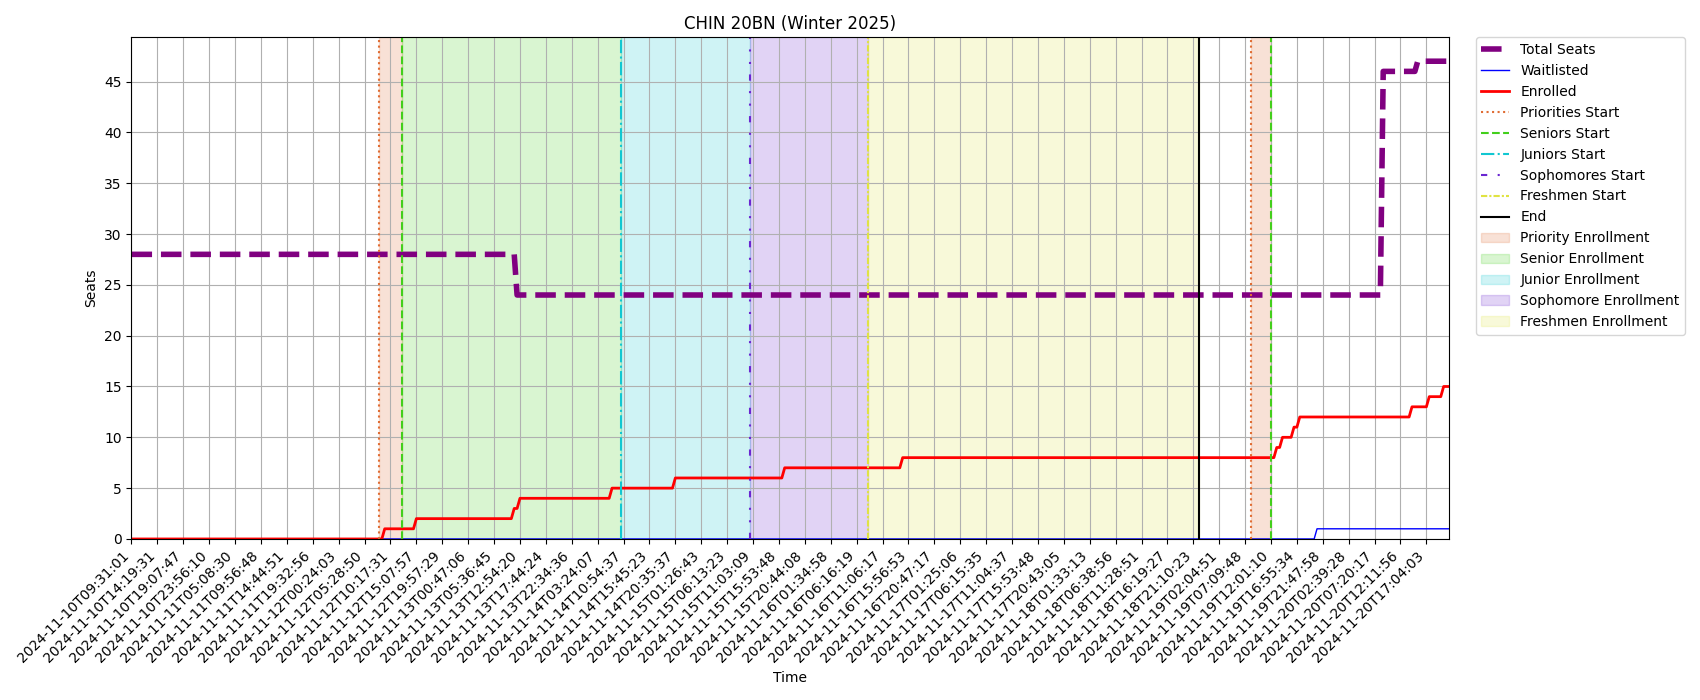 CHIN 20BN (Winter 2025)
Seats
45
40
35
30
25
20
15
10
5
0
2024-11-10T09:31:01
2024-11-10T14:19:31
2024-11-10T19:07:47
2024-11-10T23:56:10
2024-11-11T05:08:30
2024-11-11T09:56:48
2024-11-11T14:44:51
2024-11-11T19:32:56
2024-11-12T00:24:03
2024-11-12T05:28:50
2024-11-12T10:17:31
2024-11-12T15:07:57
2024-11-12T19:57:29
2024-11-13T00:47:06
2024-11-13T05:36:45
2024-11-13T12:54:20
2024-11-13T17:44:24
2024-11-13T22:34:36
2024-11-14T03:24:07
2024-11-14T10:54:37
2024-11-14T15:45:23
2024-11-14T20:35:37
2024-11-15T01:26:43
2024-11-15T06:13:23
2024-11-15T11:03:09
2024-11-15T15:53:48
2024-11-15T20:44:08
2024-11-16T01:34:58
2024-11-16T06:16:19
2024-11-16T11:06:17
2024-11-16T15:56:53
2024-11-16T20:47:17
2024-11-17T01:25:06
2024-11-17T06:15:35
2024-11-17T11:04:37
2024-11-17T15:53:48
2024-11-17T20:43:05
2024-11-18T01:33:13
2024-11-18T06:38:56
2024-11-18T11:28:51
2024-11-18T16:19:27
2024-11-18T21:10:23
2024-11-19T02:04:51
2024-11-19T07:09:48
2024-11-19T12:01:10
2024-11-19T16:55:34
2024-11-19T21:47:58
2024-11-20T02:39:28
2024-11-20T07:20:17
2024-11-20T12:11:56
2024-11-20T17:04:03
Time
Total Seats
Waitlisted
Enrolled
Priorities Start
Seniors Start
Juniors Start
Sophomores Start
Freshmen Start
End
Priority Enrollment
Senior Enrollment
Junior Enrollment
Sophomore Enrollment
Freshmen Enrollment